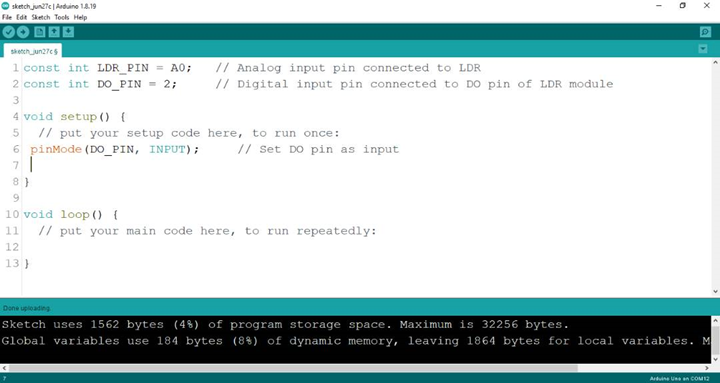 sketch_jun27c | Arduino 1.8.19
File Edit Sketch Tools Help
sketch_jun27c §
1 const int LDR_PIN = A0; // Analog input pin connected to LDR
2 const int DO_PIN = 2; // Digital input pin connected to DO pin of LDR module
3
4 void setup() {
5 // put your setup code here, to run once:
6 pinMode(DO_PIN, INPUT); // Set DO pin as input
7
8 }
9
10 void loop() {
11 // put your main code here, to run repeatedly:
12
13 }
Done uploading.
Sketch uses 1562 bytes (4%) of program storage space. Maximum is 32256 bytes.
Global variables use 184 bytes (8%) of dynamic memory, leaving 1864 bytes for local variables. M
7 Arduino Uno on COM12